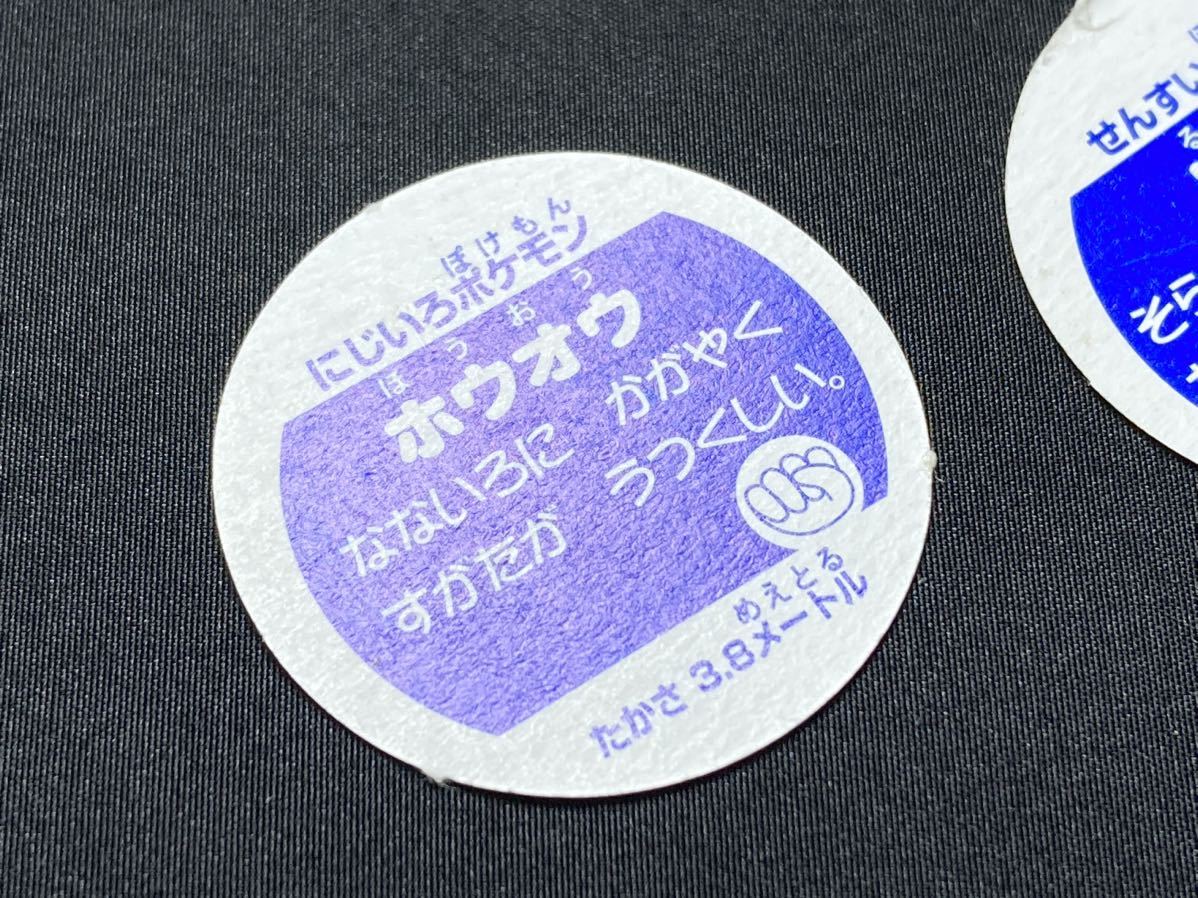 ぽけもん
にじいろポケモン
ほうおう
ホウオウ
なないろに かがやく
すがたが うつくしい。
めえとる
たかさ 3.8メートル
せんすい
る
そら